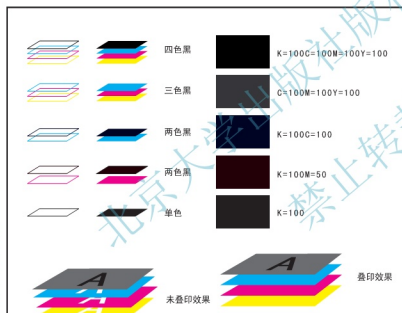 四色黑 K=100C=100M=100Y=100
三色黑 C=100M=100Y=100
两色黑 K=100C=100
两色黑 K=100M=50
单色 K=100
A
未叠印效果
A
叠印效果
北京大学出版社版权
禁止转载